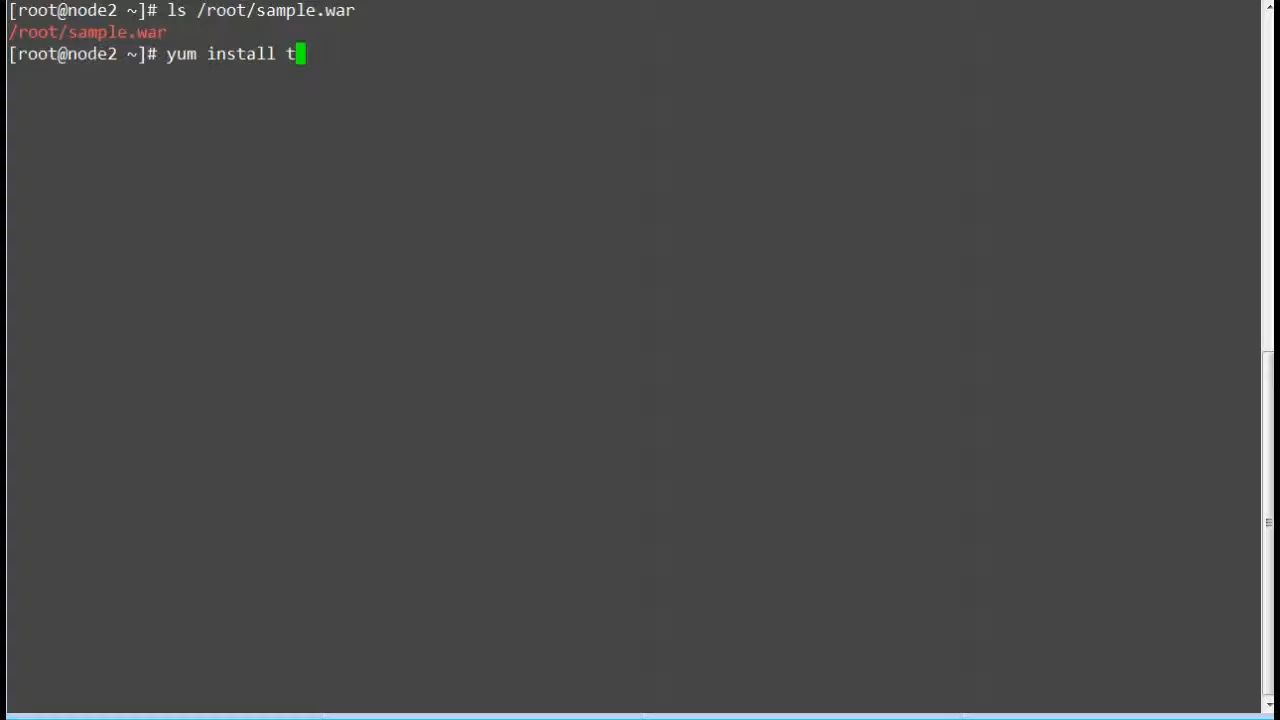 [root@node2 ~]# ls /root/sample.war
/root/sample.war
[root@node2 ~]# yum install t